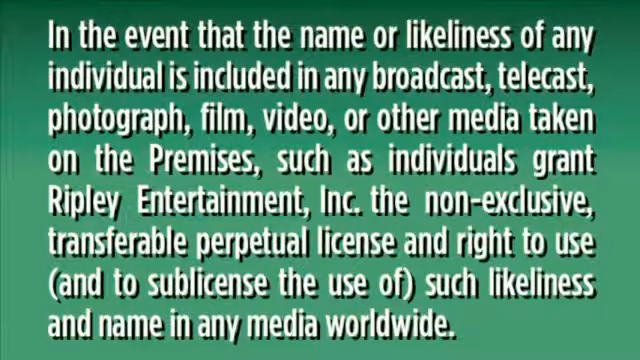 In the event that the name or likeliness of any
individual is included in any broadcast, telecast,
photograph, film, video, or other media taken
on the Premises, such as individuals grant
Ripley Entertainment, Inc. the non-exclusive,
transferable perpetual license and right to use
(and to sublicense the use of) such likeliness
and name in any media worldwide.